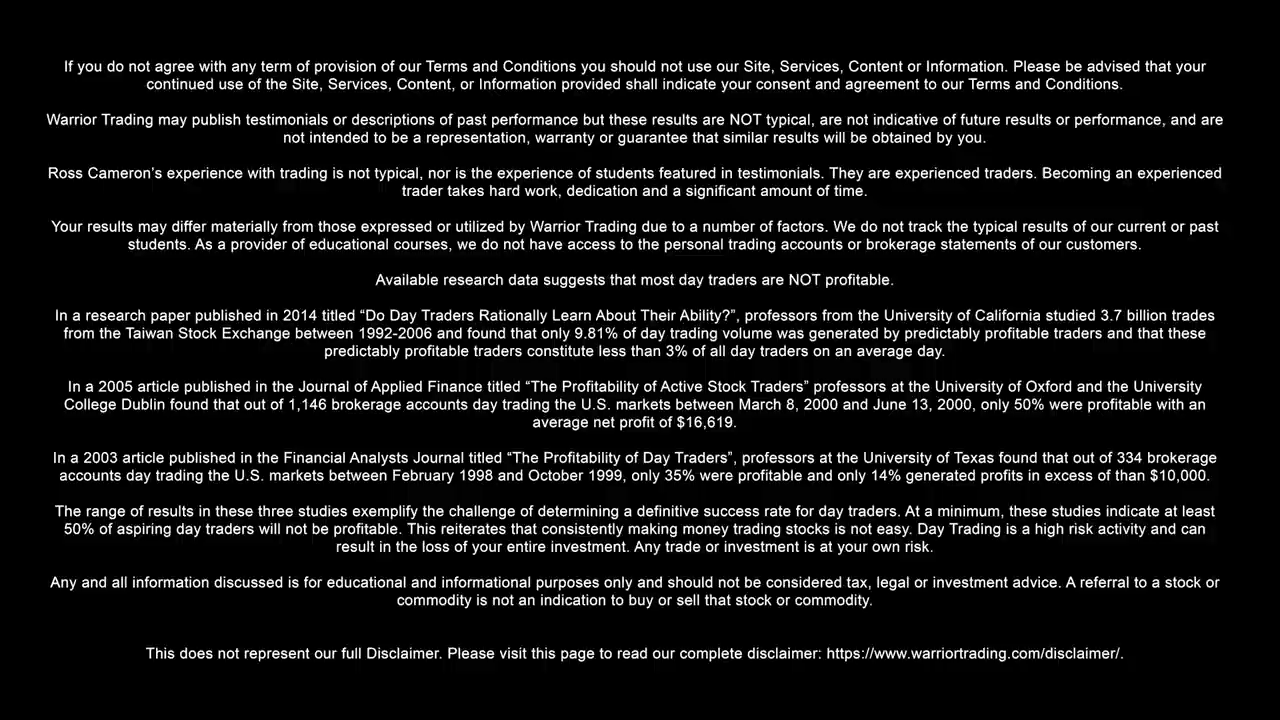 If you do not agree with any term of provision of our Terms and Conditions you should not use our Site, Services, Content or Information. Please be advised that your
continued use of the Site, Services, Content, or Information provided shall indicate your consent and agreement to our Terms and Conditions.
Warrior Trading may publish testimonials or descriptions of past performance but these results are NOT typical, are not indicative of future results or performance, and are
not intended to be a representation, warranty or guarantee that similar results will be obtained by you.
Ross Cameron’s experience with trading is not typical, nor is the experience of students featured in testimonials. They are experienced traders. Becoming an experienced
trader takes hard work, dedication and a significant amount of time.
Your results may differ materially from those expressed or utilized by Warrior Trading due to a number of factors. We do not track the typical results of our current or past
students. As a provider of educational courses, we do not have access to the personal trading accounts or brokerage statements of our customers.
Available research data suggests that most day traders are NOT profitable.
In a research paper published in 2014 titled “Do Day Traders Rationally Learn About Their Ability?”, professors from the University of California studied 3.7 billion trades
from the Taiwan Stock Exchange between 1992-2006 and found that only 9.81% of day trading volume was generated by predictably profitable traders and that these
predictably profitable traders constitute less than 3% of all day traders on an average day.
In a 2005 article published in the Journal of Applied Finance titled “The Profitability of Active Stock Traders” professors at the University of Oxford and the University
College Dublin found that out of 1,146 brokerage accounts day trading the U.S. markets between March 8, 2000 and June 13, 2000, only 50% were profitable with an
average net profit of $16,619.
In a 2003 article published in the Financial Analysts Journal titled “The Profitability of Day Traders”, professors at the University of Texas found that out of 334 brokerage
accounts day trading the U.S. markets between February 1998 and October 1999, only 35% were profitable and only 14% generated profits in excess of than $10,000.
The range of results in these three studies exemplify the challenge of determining a definitive success rate for day traders. At a minimum, these studies indicate at least
50% of aspiring day traders will not be profitable. This reiterates that consistently making money trading stocks is not easy. Day Trading is a high risk activity and can
result in the loss of your entire investment. Any trade or investment is at your own risk.
Any and all information discussed is for educational and informational purposes only and should not be considered tax, legal or investment advice. A referral to a stock or
commodity is not an indication to buy or sell that stock or commodity.
This does not represent our full Disclaimer. Please visit this page to read our complete disclaimer: https://www.warriortrading.com/disclaimer/.